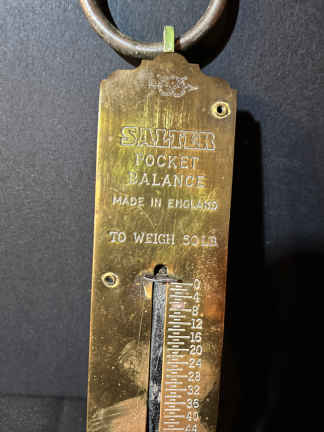 SALTER
POCKET
BALANCE
MADE IN ENGLAND
TO WEIGH 50LB
0
4
8
12
16
20
24
28
32
36
40
44